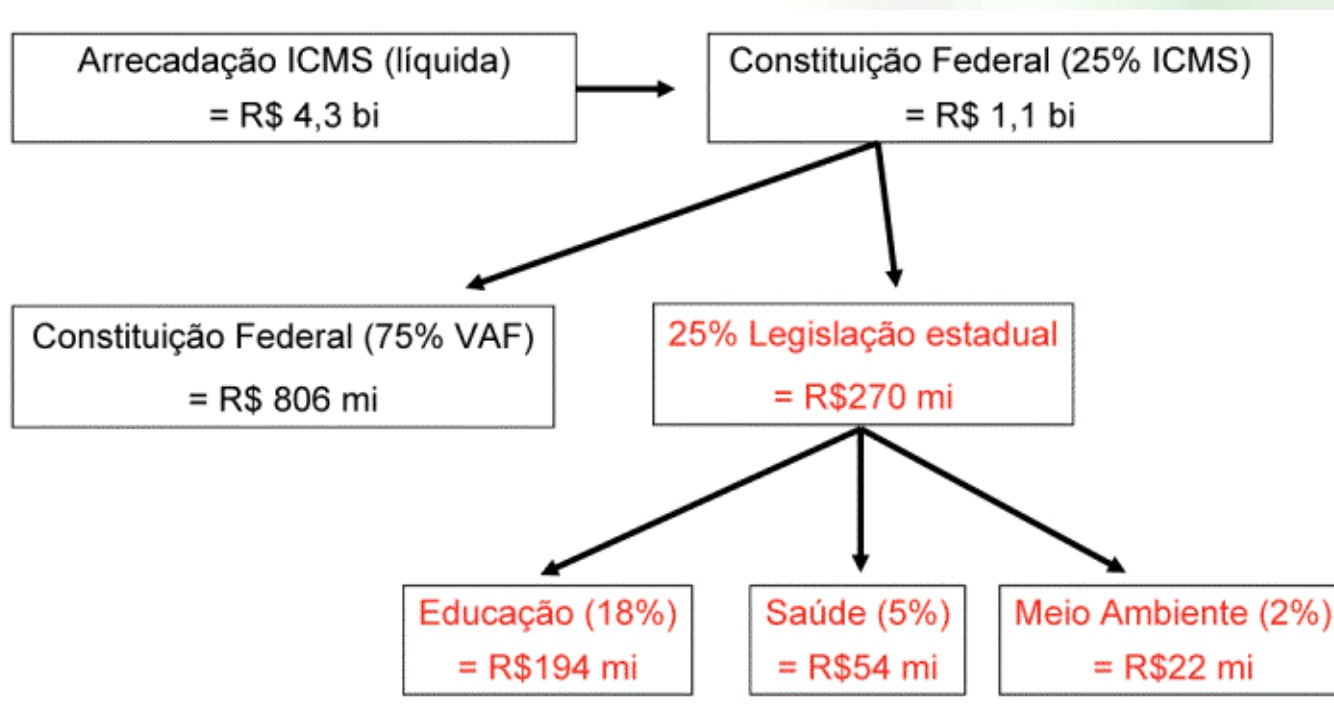 Arrecadação ICMS (líquida)
= R$ 4,3 bi
Constituição Federal (25% ICMS)
= R$ 1,1 bi
Constituição Federal (75% VAF)
= R$ 806 mi
25% Legislação estadual
= R$270 mi
Educação (18%)
= R$194 mi
Saúde (5%)
= R$54 mi
Meio Ambiente (2%)
= R$22 mi